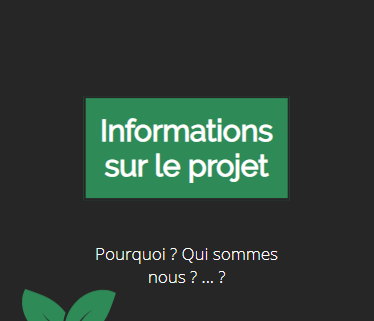 Informations
sur le projet
Pourquoi ? Qui sommes
nous ? ... ?